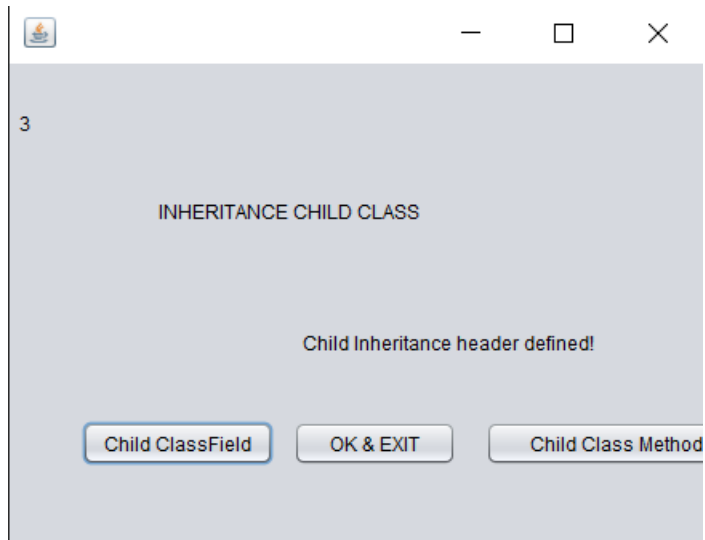 3
INHERITANCE CHILD CLASS
Child Inheritance header defined!
Child ClassField OK & EXIT Child Class Method